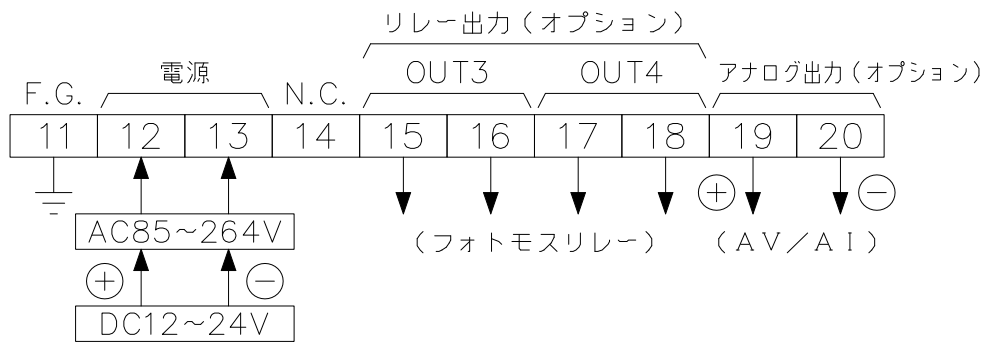 リレー出力(オプション)
電源
OUT3
OUT4
アナログ出力(オプション)
F.G.
N.C.
11 12 13 14 15 16 17 18 19 20
⊕ ⊖
AC85~264V
(フォトモスリレー)
(AV/AI)
⊕ ⊖
DC12~24V